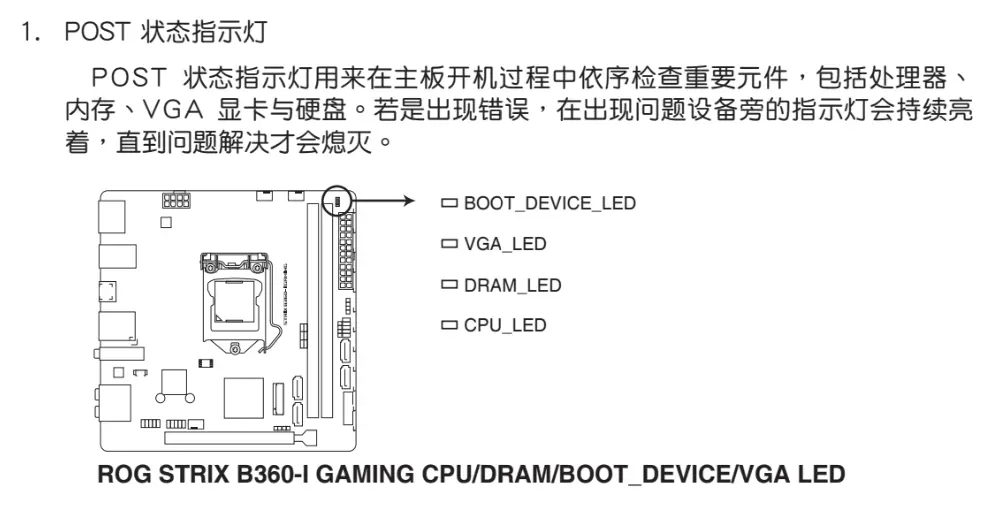 1. POST 状态指示灯
POST 状态指示灯用来在主板开机过程中依序检查重要元件，包括处理器、
内存、VGA 显卡与硬盘。若是出现错误，在出现问题设备旁的指示灯会持续亮
着，直到问题解决才会熄灭。
BOOT_DEVICE_LED
VGA_LED
DRAM_LED
CPU_LED
STRIX B360-I GAMING
ROG STRIX B360-I GAMING CPU/DRAM/BOOT_DEVICE/VGA LED